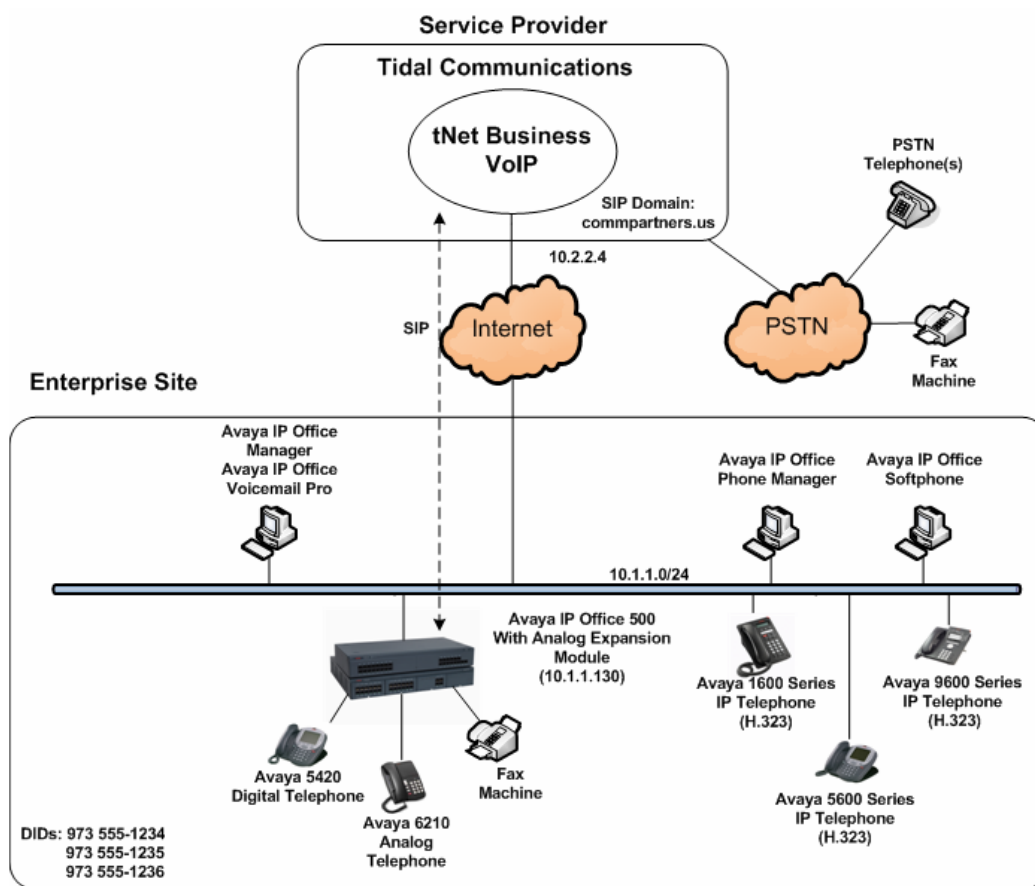 Service Provider
Tidal Communications
tNet Business
VoIP
SIP Domain:
commpartners.us
PSTN
Telephone(s)
10.2.2.4
SIP
Internet
PSTN
Fax
Machine
Enterprise Site
Avaya IP Office
Manager
Avaya IP Office
Voicemail Pro
Avaya IP Office
Phone Manager
Avaya IP Office
Softphone
10.1.1.0/24
Avaya IP Office 500
With Analog Expansion
Module
(10.1.1.130)
Avaya 1600 Series
IP Telephone
(H.323)
Avaya 9600 Series
IP Telephone
(H.323)
Avaya 5420
Digital Telephone
Avaya 6210
Analog
Telephone
Fax
Machine
Avaya 5600 Series
IP Telephone
(H.323)
DIDs: 973 555-1234
973 555-1235
973 555-1236